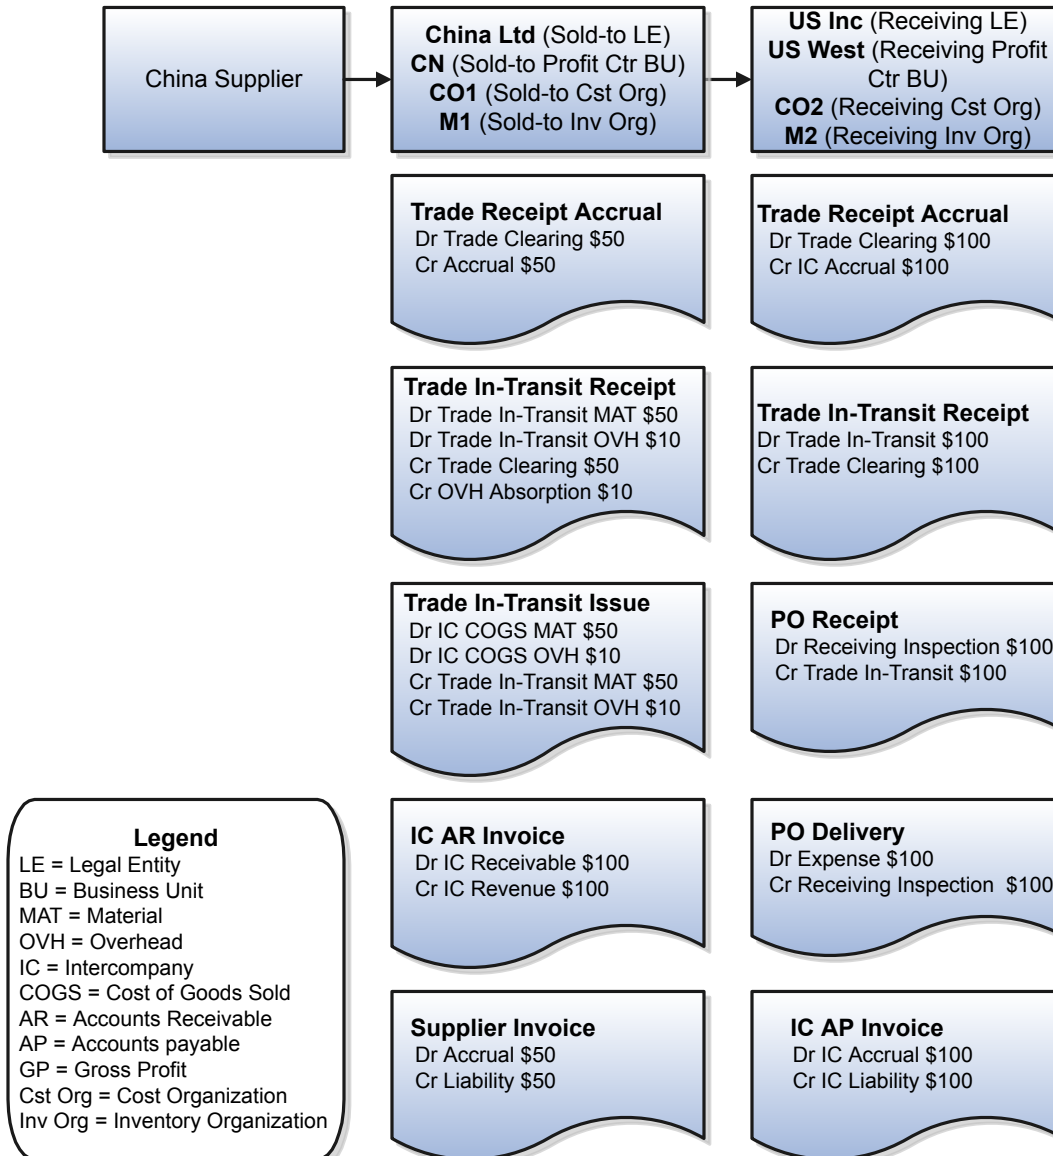 China Supplier
China Ltd (Sold-to LE)
CN (Sold-to Profit Ctr BU)
CO1 (Sold-to Cst Org)
M1 (Sold-to Inv Org)
US Inc (Receiving LE)
US West (Receiving Profit
Ctr BU)
CO2 (Receiving Cst Org)
M2 (Receiving Inv Org)
Trade Receipt Accrual
Dr Trade Clearing $50
Cr Accrual $50
Trade Receipt Accrual
Dr Trade Clearing $100
Cr IC Accrual $100
Trade In-Transit Receipt
Dr Trade In-Transit MAT $50
Dr Trade In-Transit OVH $10
Cr Trade Clearing $50
Cr OVH Absorption $10
Trade In-Transit Receipt
Dr Trade In-Transit $100
Cr Trade Clearing $100
Trade In-Transit Issue
Dr IC COGS MAT $50
Dr IC COGS OVH $10
Cr Trade In-Transit MAT $50
Cr Trade In-Transit OVH $10
PO Receipt
Dr Receiving Inspection $100
Cr Trade In-Transit $100
Legend
LE = Legal Entity
BU = Business Unit
MAT = Material
OVH = Overhead
IC = Intercompany
COGS = Cost of Goods Sold
AR = Accounts Receivable
AP = Accounts payable
GP = Gross Profit
Cst Org = Cost Organization
Inv Org = Inventory Organization
IC AR Invoice
Dr IC Receivable $100
Cr IC Revenue $100
PO Delivery
Dr Expense $100
Cr Receiving Inspection $100
Supplier Invoice
Dr Accrual $50
Cr Liability $50
IC AP Invoice
Dr IC Accrual $100
Cr IC Liability $100